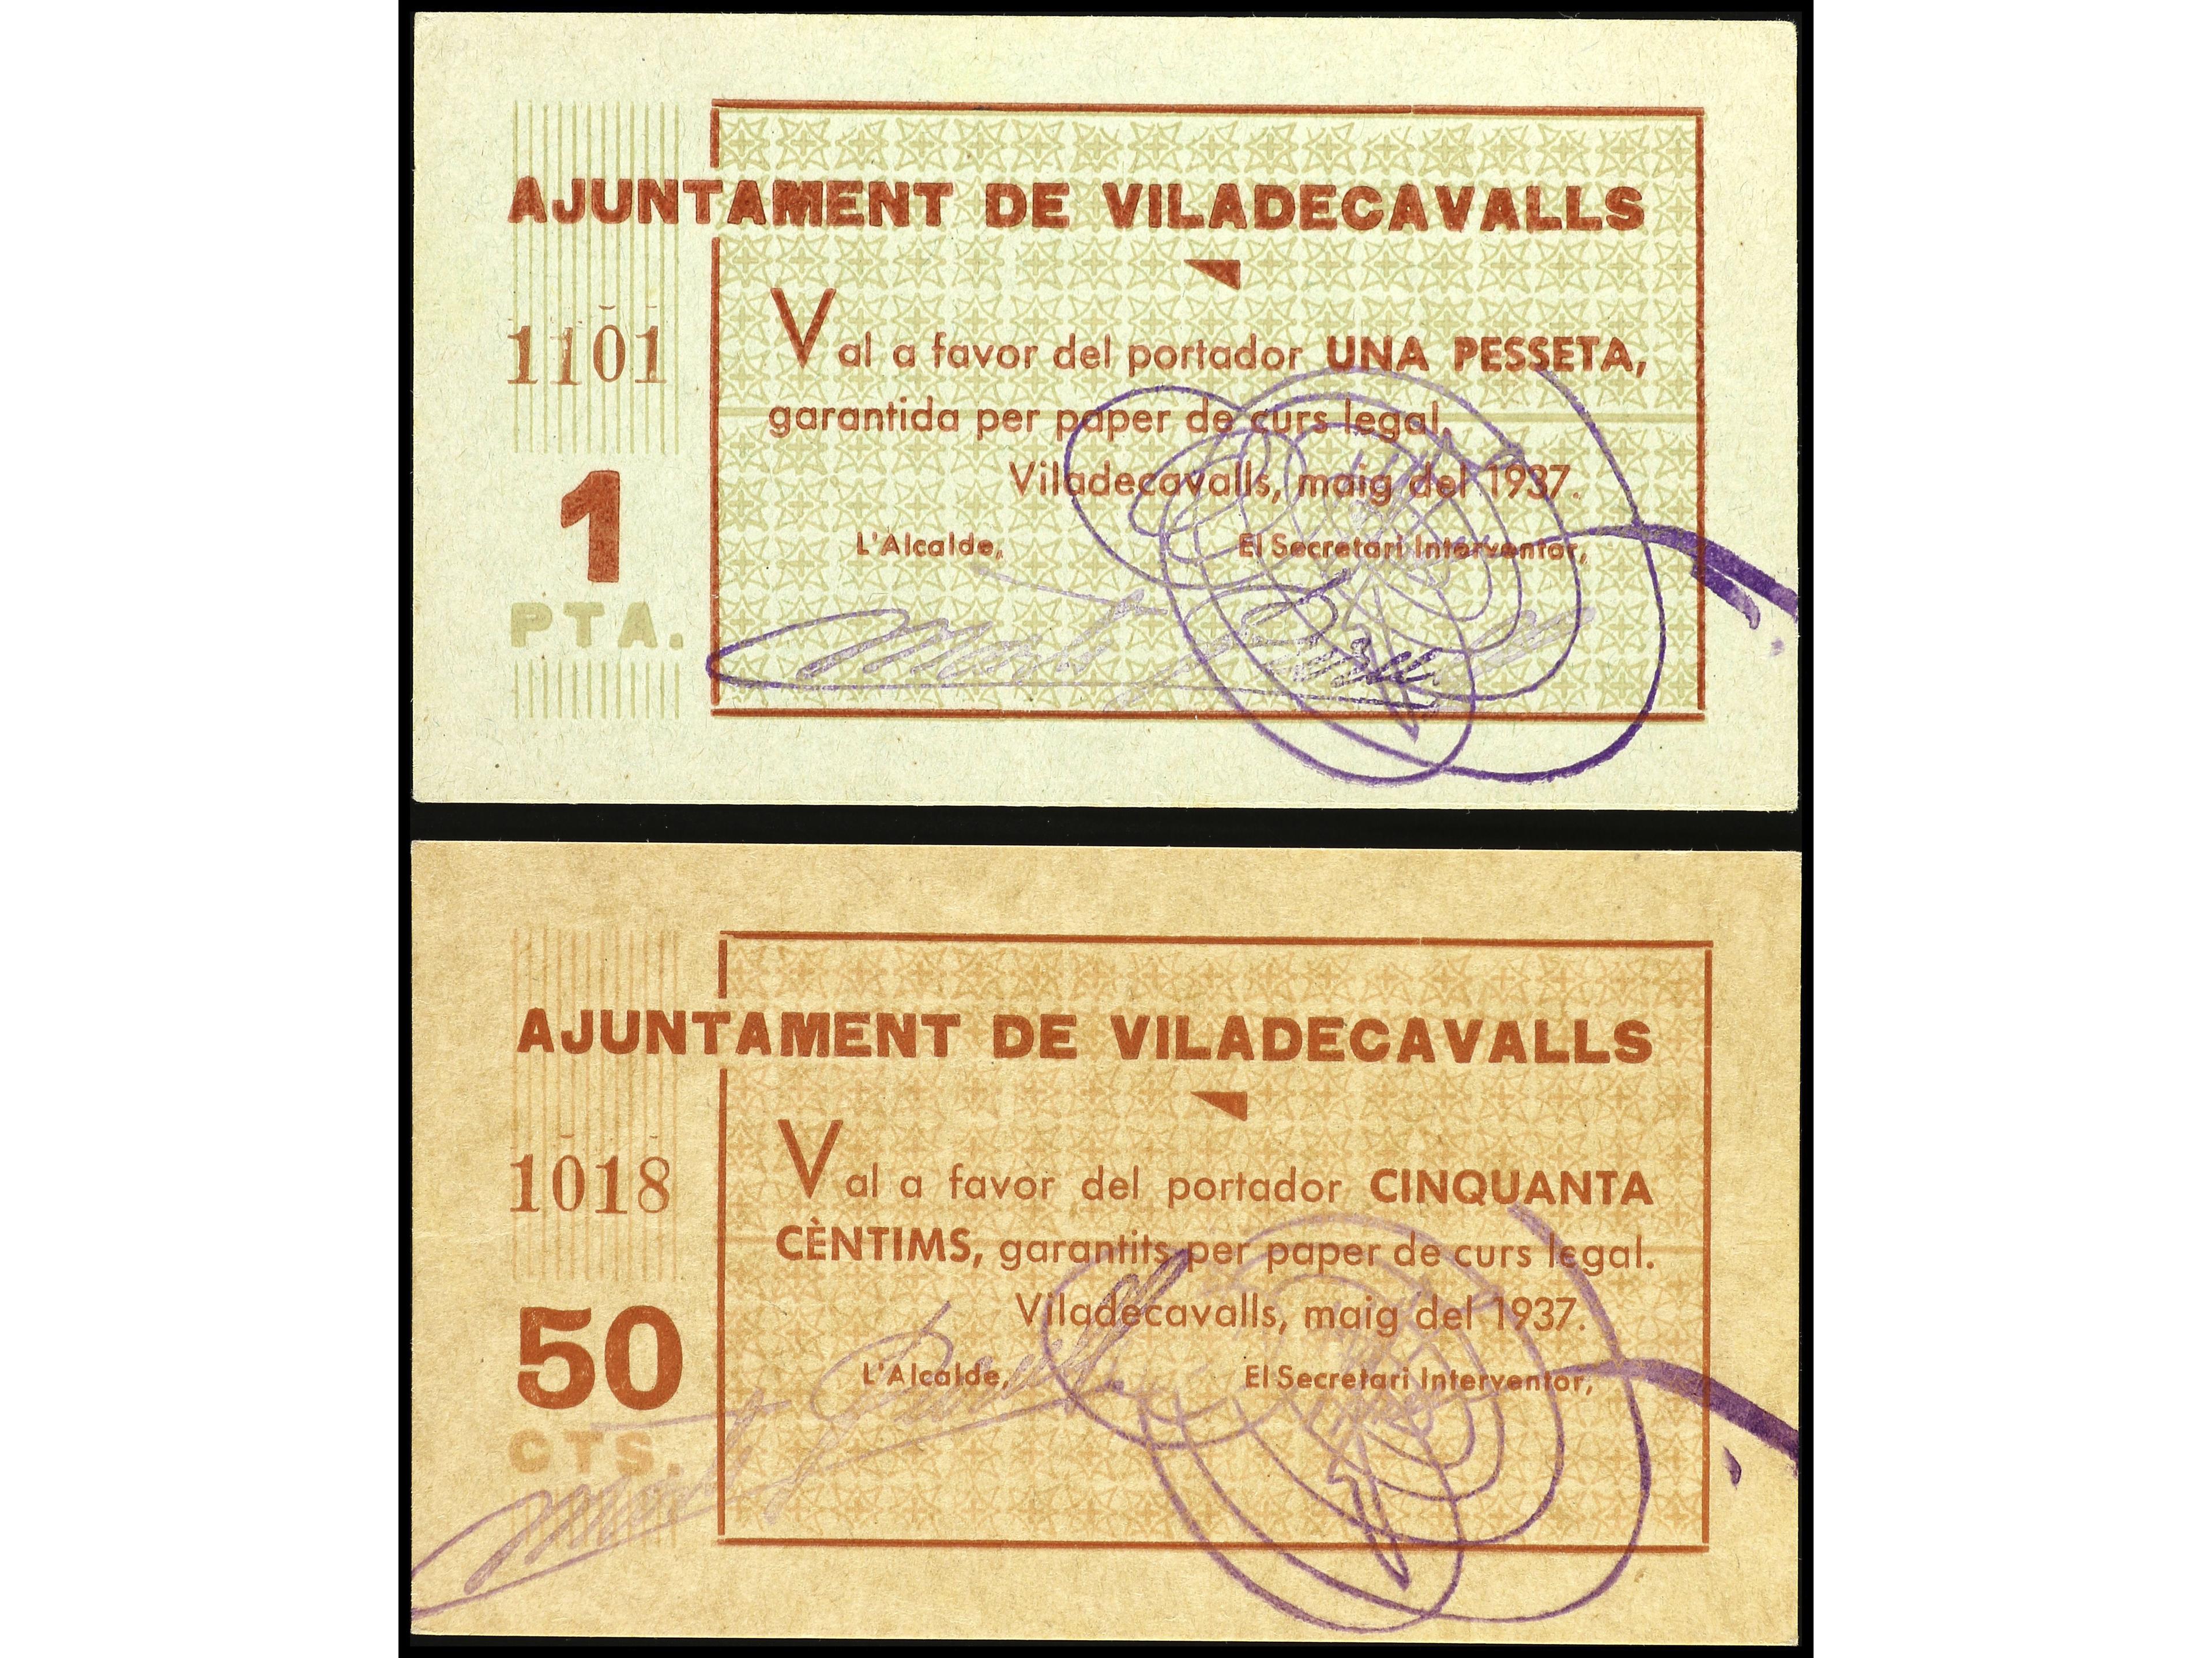 AJUNTAMENT DE VILADECAVALLS
1101
Val a favor del portador UNA PESSETA,
garantida per paper de curs legal.
Viladecavalls, maig del 1937.
L'Alcalde,
El Secretari Interventor,
1
PTA.
AJUNTAMENT DE VILADECAVALLS
1018
Val a favor del portador CINQUANTA
CÈNTIMS, garantits per paper de curs legal.
Viladecavalls, maig del 1937.
L'Alcalde,
El Secretari Interventor,
50
CTS.